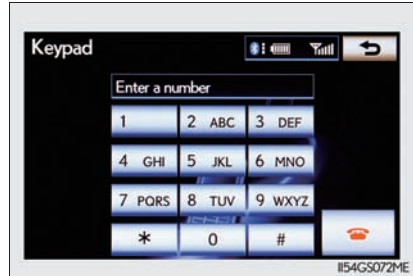 Keypad
Enter a number
1 2 ABC 3 DEF
4 GHI 5 JKL 6 MNO
7 PQRS 8 TUV 9 WXYZ
* 0 #
II54GS072ME